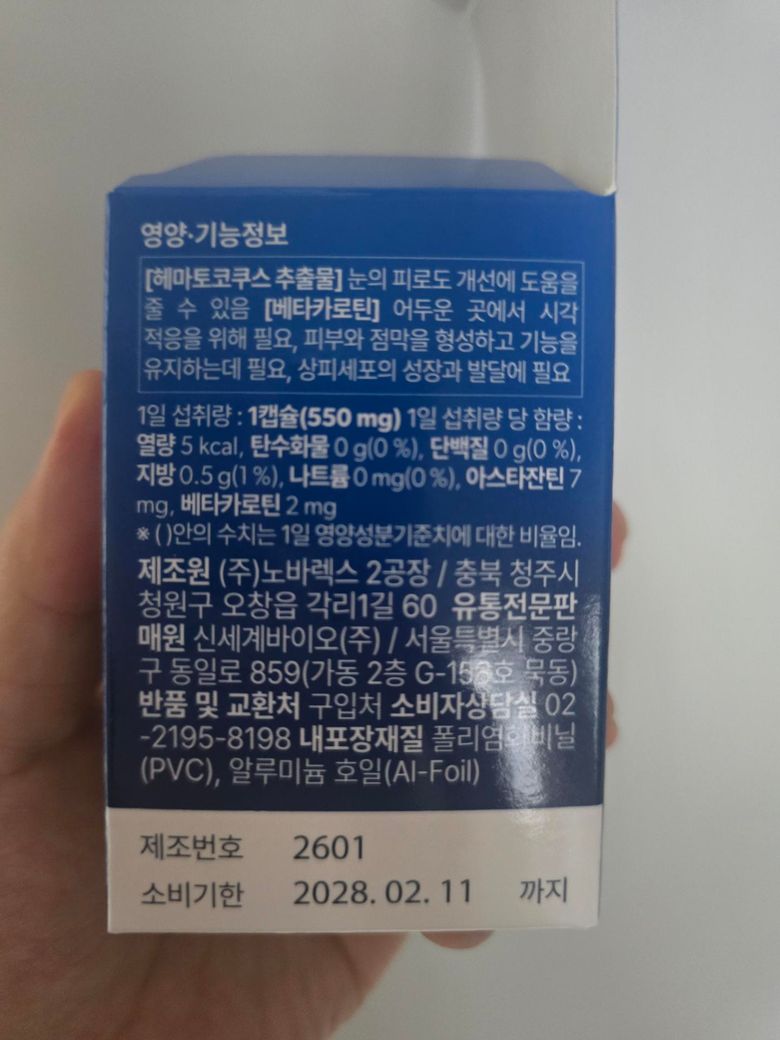 영양·기능정보
[헤마토코쿠스 추출물] 눈의 피로도 개선에 도움을
줄 수 있음 [베타카로틴] 어두운 곳에서 시각
적응을 위해 필요, 피부와 점막을 형성하고 기능을
유지하는데 필요, 상피세포의 성장과 발달에 필요
1일 섭취량 : 1캡슐(550 mg) 1일 섭취량 당 함량 :
열량 5 kcal, 탄수화물 0 g(0 %), 단백질 0 g(0 %),
지방 0.5 g(1 %), 나트륨 0 mg(0 %), 아스타잔틴 7
mg, 베타카로틴 2 mg
※ ( )안의 수치는 1일 영양성분기준치에 대한 비율임.
제조원 (주)노바렉스 2공장 / 충북 청주시
청원구 오창읍 각리1길 60 유통전문판
매원 신세계바이오(주) / 서울특별시 중랑
구 동일로 859(가동 2층 묵동)
반품 및 교환처 구입처 소비자상담실 02
-2195-8198 내포장재질 폴리염화비닐
(PVC), 알루미늄 호일(Al-Foil)
제조번호 2601
소비기한 2028. 02. 11 까지